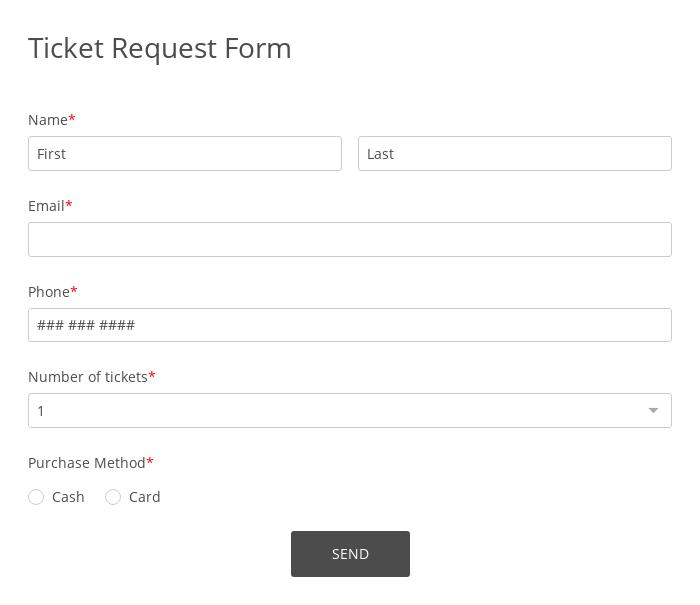 Ticket Request Form
Name*
First Last
Email*
Phone*
### ### ####
Number of tickets*
1
Purchase Method*
Cash Card
SEND